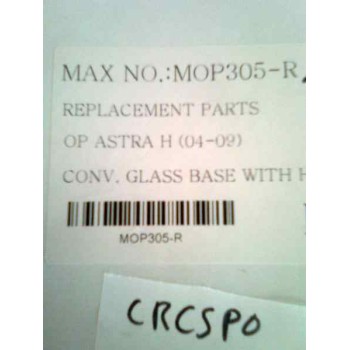 MAX NO.:MOP305-R
REPLACEMENT PARTS
OP ASTRA H (04-09)
CONV. GLASS BASE WITH H
MOP305-R
CRCSPO